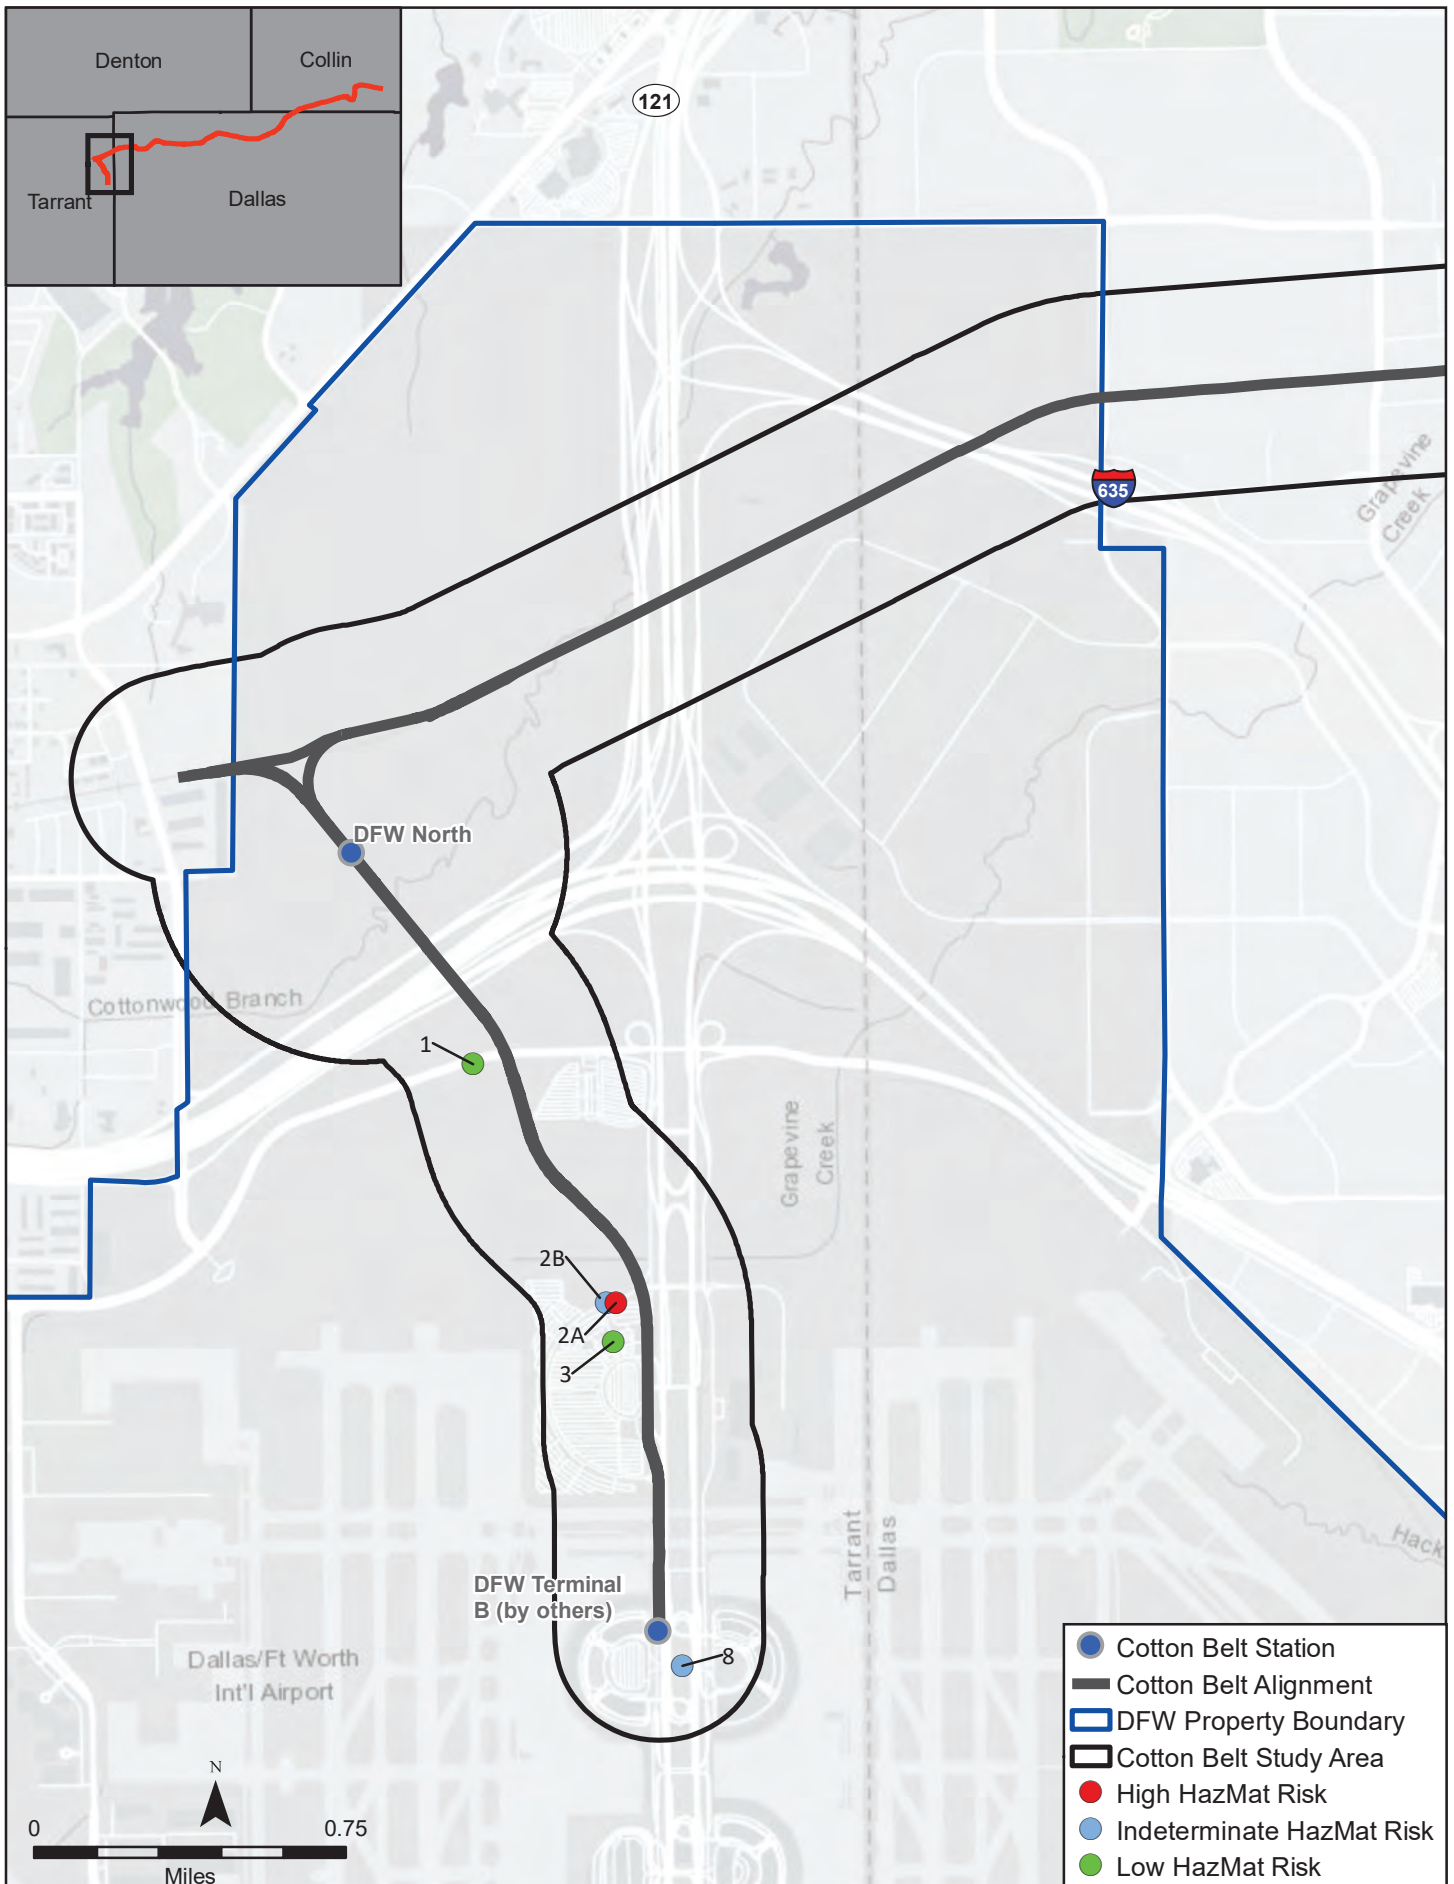 Denton
Collin
Tarrant
Dallas
121
635
Grapevine
Creek
DFW North
Cottonwood Branch
1
Grapevine
Creek
2B
2A
3
Tarrant
Dallas
Hack
DFW Terminal
B (by others)
8
Dallas/Ft Worth
Int'l Airport
N
0 0.75
Miles
Cotton Belt Station
Cotton Belt Alignment
DFW Property Boundary
Cotton Belt Study Area
High HazMat Risk
Indeterminate HazMat Risk
Low HazMat Risk